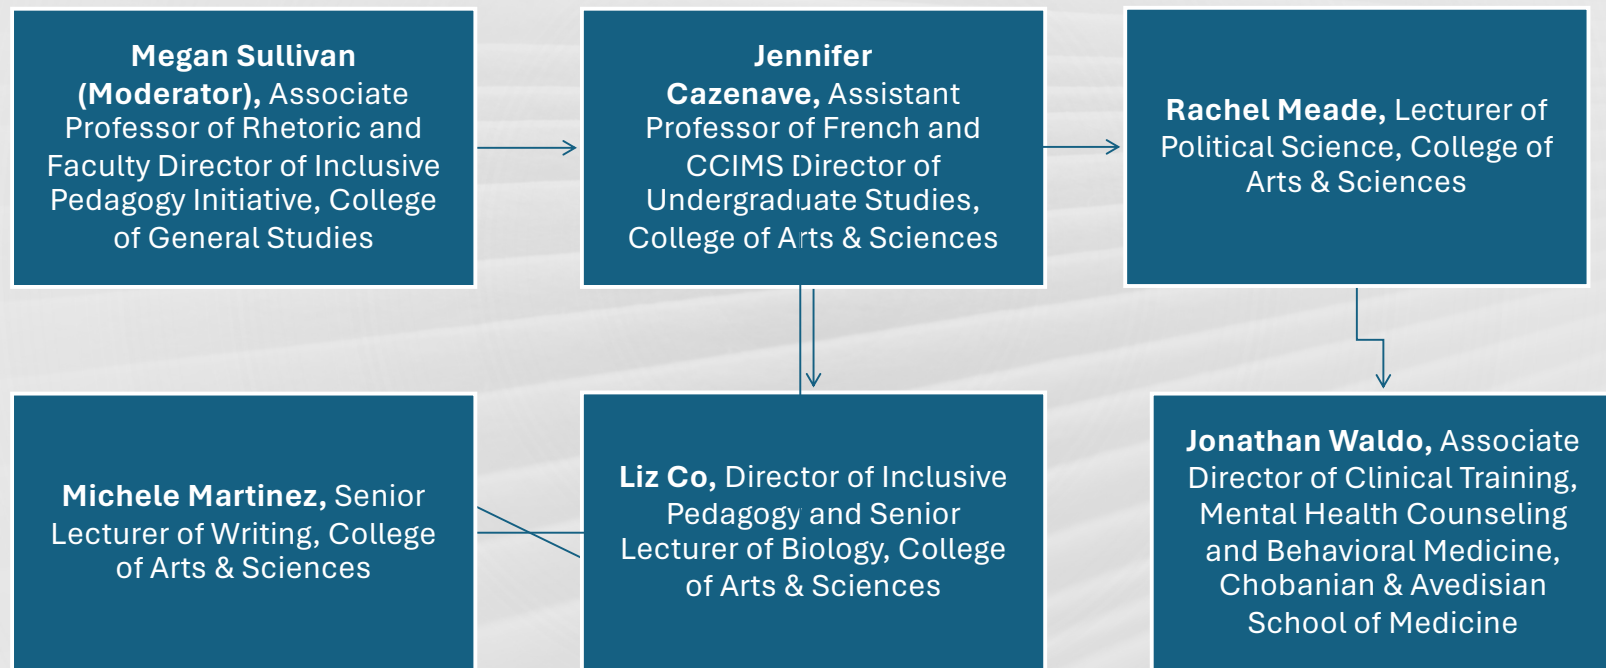 Megan Sullivan
(Moderator), Associate
Professor of Rhetoric and
Faculty Director of Inclusive
Pedagogy Initiative, College
of General Studies
Jennifer
Cazenave, Assistant
Professor of French and
CCIMS Director of
Undergraduate Studies,
College of Arts & Sciences
Rachel Meade, Lecturer of
Political Science, College of
Arts & Sciences
Michele Martinez, Senior
Lecturer of Writing, College
of Arts & Sciences
Liz Co, Director of Inclusive
Pedagogy and Senior
Lecturer of Biology, College
of Arts & Sciences
Jonathan Waldo, Associate
Director of Clinical Training,
Mental Health Counseling
and Behavioral Medicine,
Chobanian & Avedisian
School of Medicine